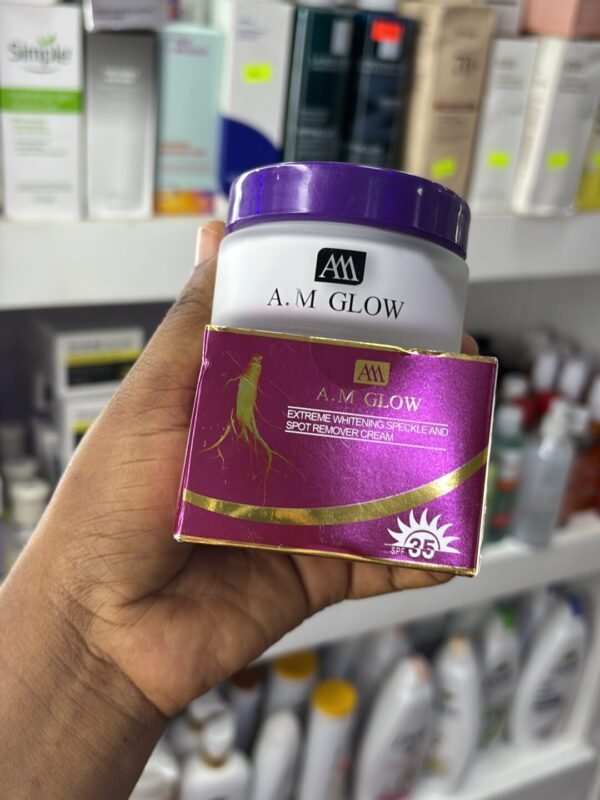 Simple
AM
A.M GLOW
AM
A.M GLOW
EXTREME WHITENING SPECKLE AND
SPOT REMOVER CREAM
SPF 35